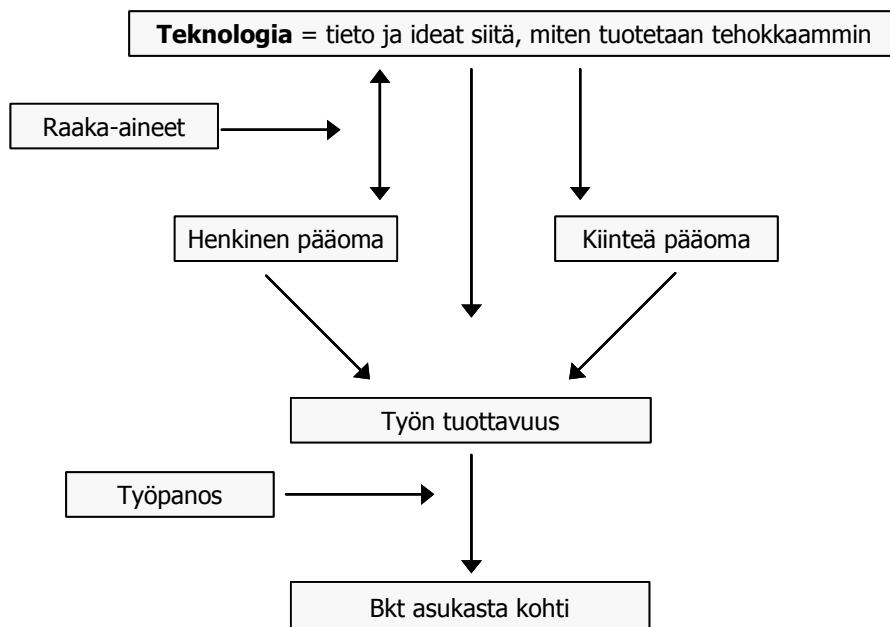 Teknologia = tieto ja ideat siitä, miten tuotetaan tehokkaammin
Raaka-aineet
Henkinen pääoma
Kiinteä pääoma
Työn tuottavuus
Työpanos
Bkt asukasta kohti